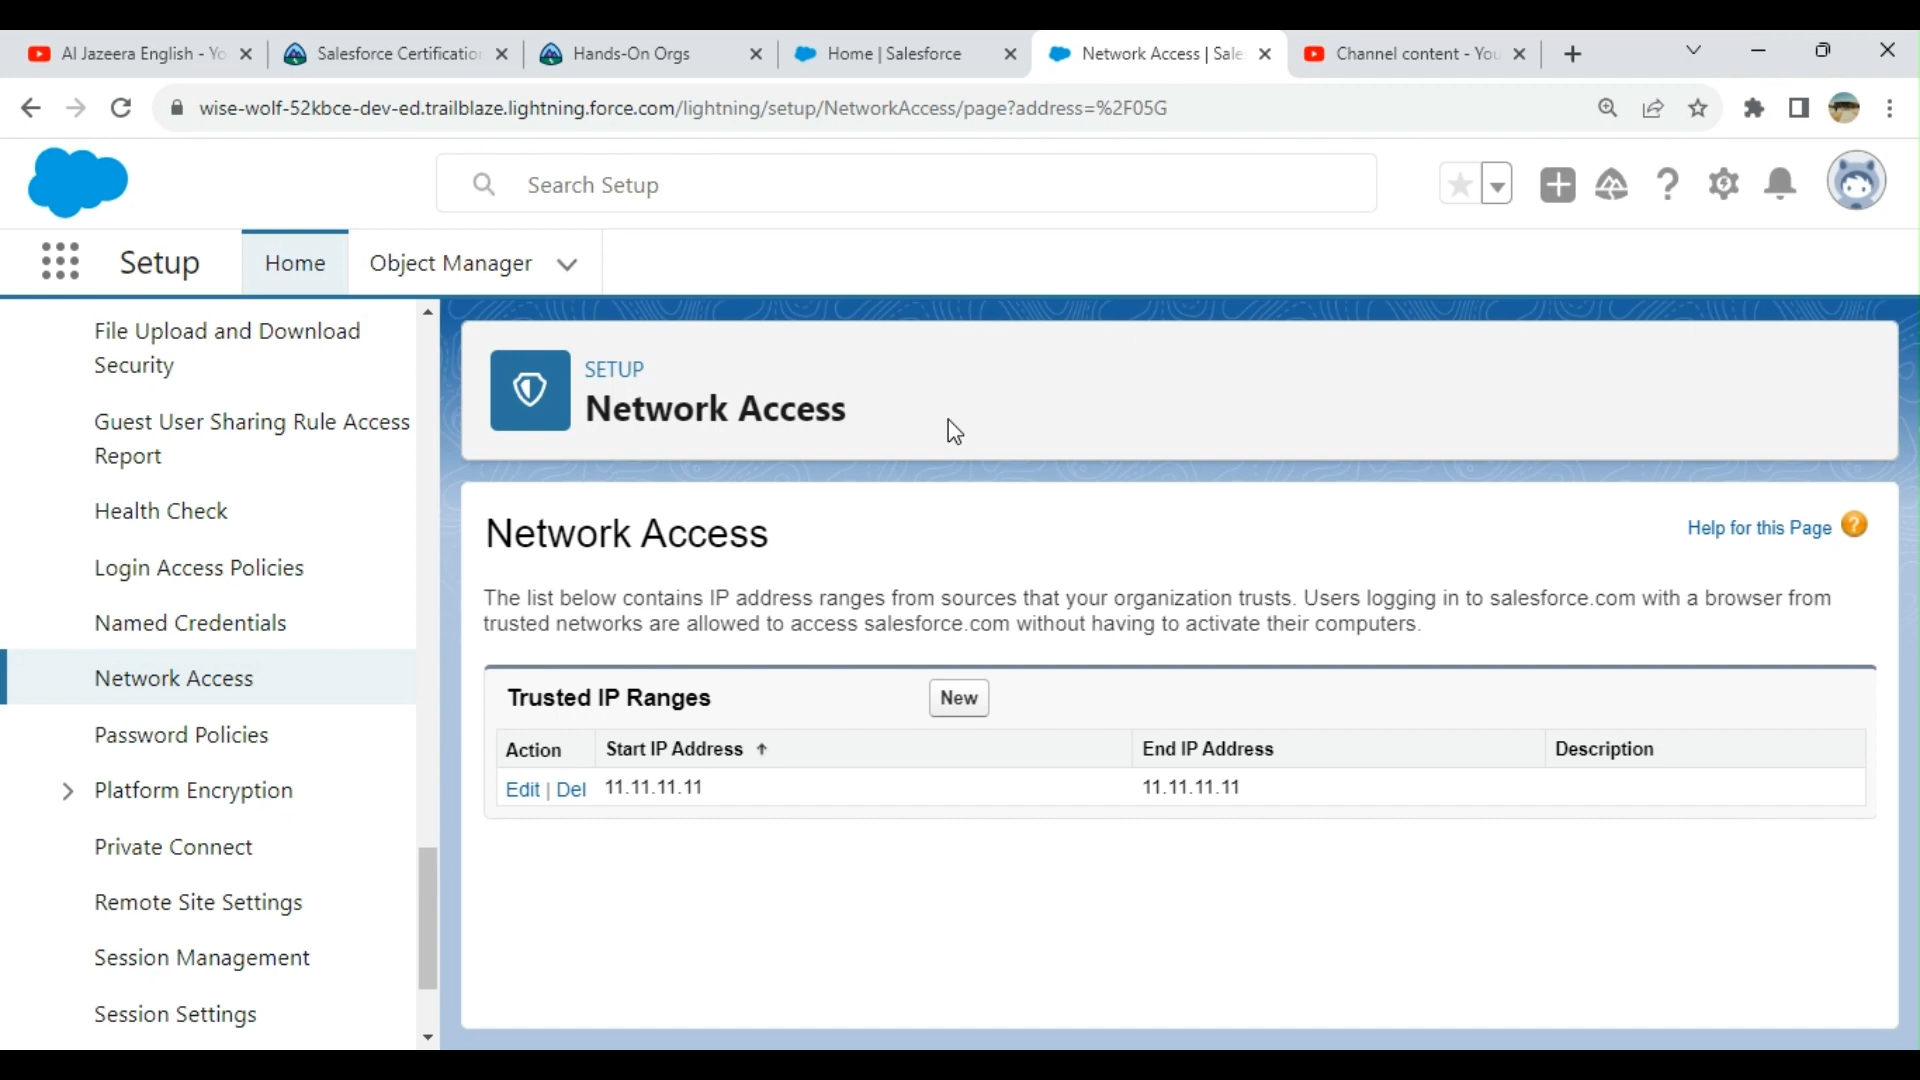 Al Jazeera English - Yo
Salesforce Certification
Hands-On Orgs
Home | Salesforce
Network Access | Sale
Channel content - You
wise-wolf-52kbce-dev-ed.trailblaze.lightning.force.com/lightning/setup/NetworkAccess/page?address=%2F05G
Search Setup
Setup
Home
Object Manager
File Upload and Download
Security
Guest User Sharing Rule Access
Report
Health Check
Login Access Policies
Named Credentials
Network Access
Password Policies
Platform Encryption
Private Connect
Remote Site Settings
Session Management
Session Settings
SETUP
Network Access
Network Access
Help for this Page ?
The list below contains IP address ranges from sources that your organization trusts. Users logging in to salesforce.com with a browser from
trusted networks are allowed to access salesforce.com without having to activate their computers.
Trusted IP Ranges
New
Action Start IP Address ↑ End IP Address Description
Edit | Del 11.11.11.11 11.11.11.11